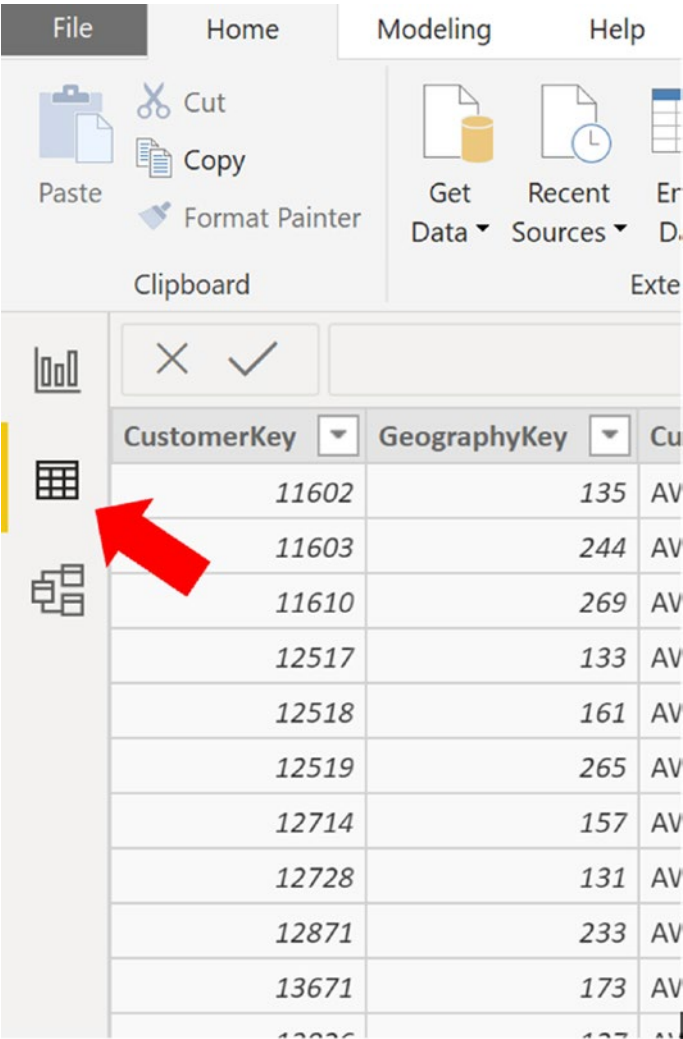 File Home Modeling Help
Cut
Copy
Paste
Format Painter
Get Data
Recent Sources
Clipboard
CustomerKey GeographyKey
11602 135
11603 244
11610 269
12517 133
12518 161
12519 265
12714 157
12728 131
12871 233
13671 173